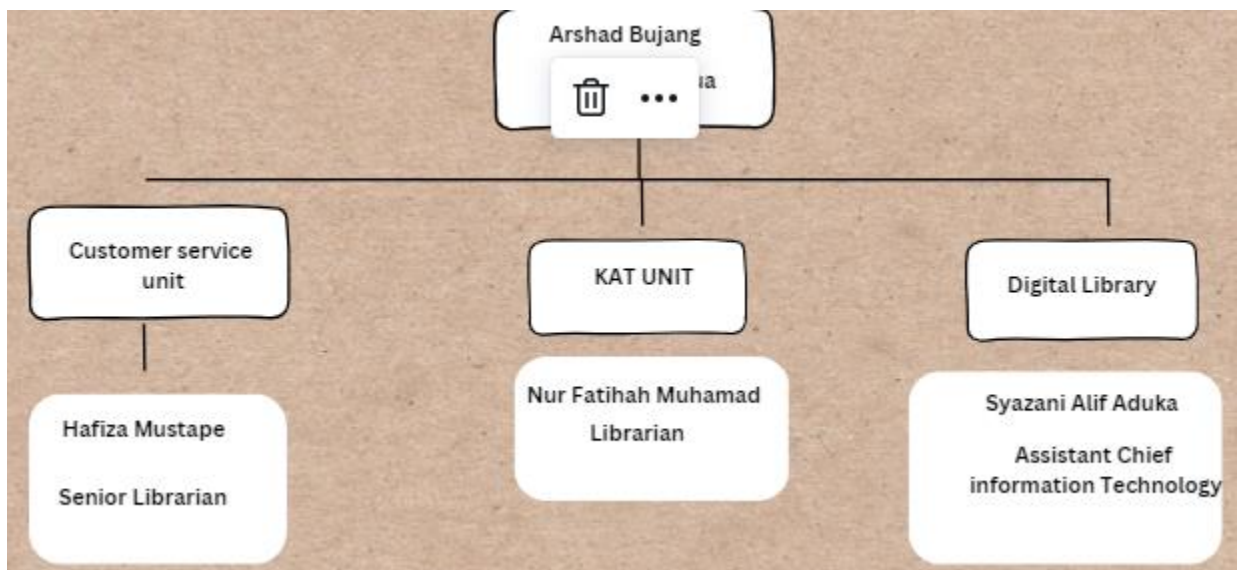 Arshad Bujang
Customer service
unit
KAT UNIT
Digital Library
Hafiza Mustape
Senior Librarian
Nur Fatihah Muhamad
Librarian
Syazani Alif Aduka
Assistant Chief
information Technology